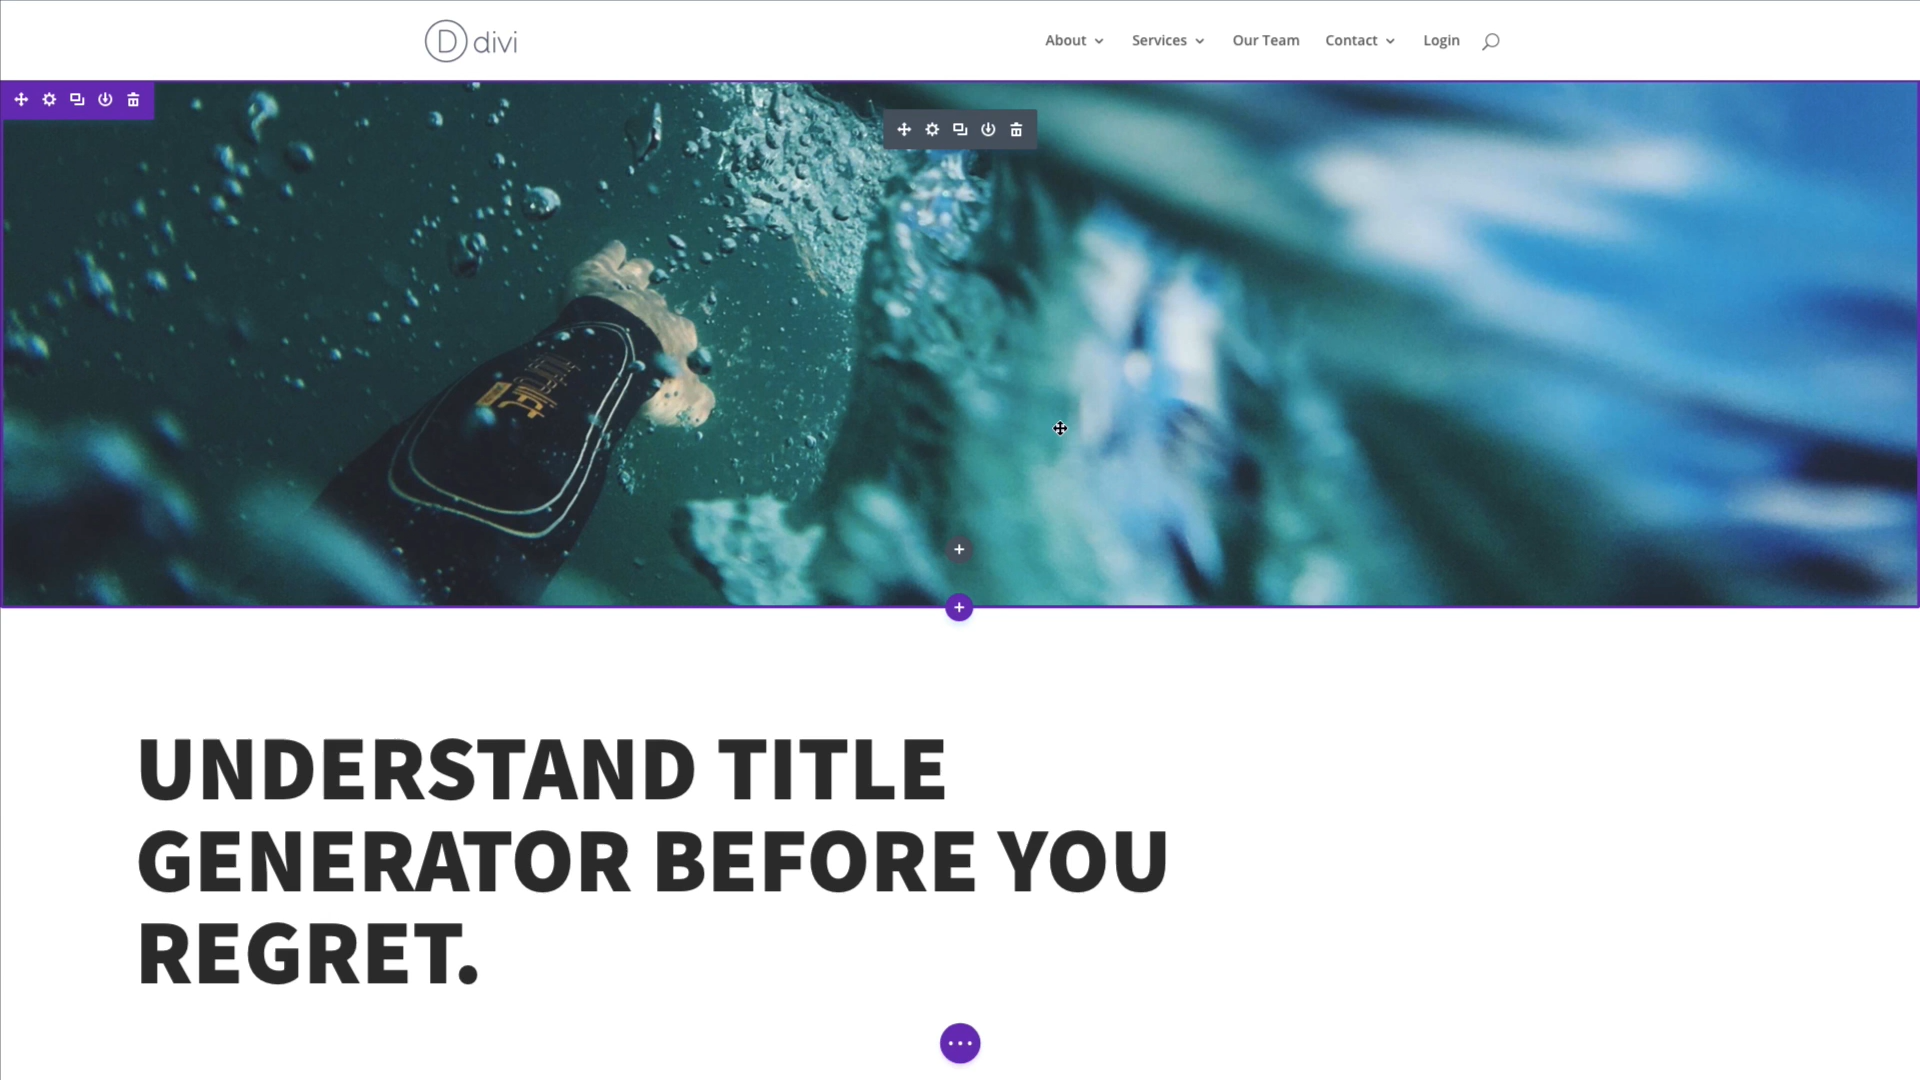 D divi
About
Services
Our Team
Contact
Login
UNDERSTAND TITLE
GENERATOR BEFORE YOU
REGRET.